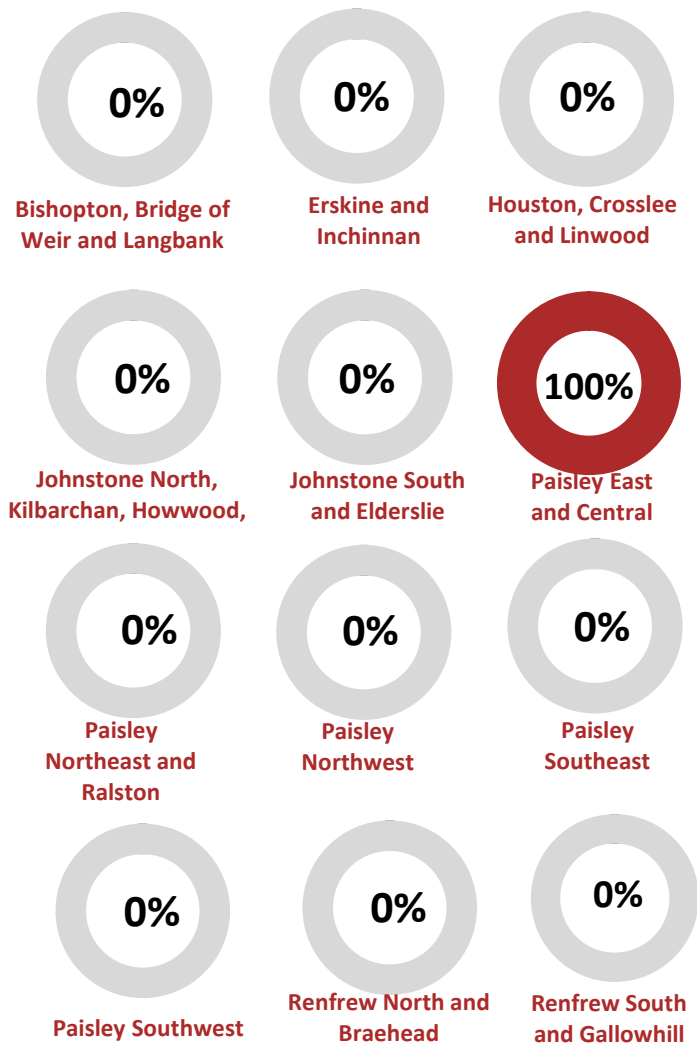 0%
Bishopton, Bridge of
Weir and Langbank
0%
Erskine and
Inchinnan
0%
Houston, Crosslee
and Linwood
0%
Johnstone North,
Kilbarchan, Howwood,
0%
Johnstone South
and Elderslie
100%
Paisley East
and Central
0%
Paisley
Northeast and
Ralston
0%
Paisley
Northwest
0%
Paisley
Southeast
0%
Paisley Southwest
0%
Renfrew North and
Braehead
0%
Renfrew South
and Gallowhill